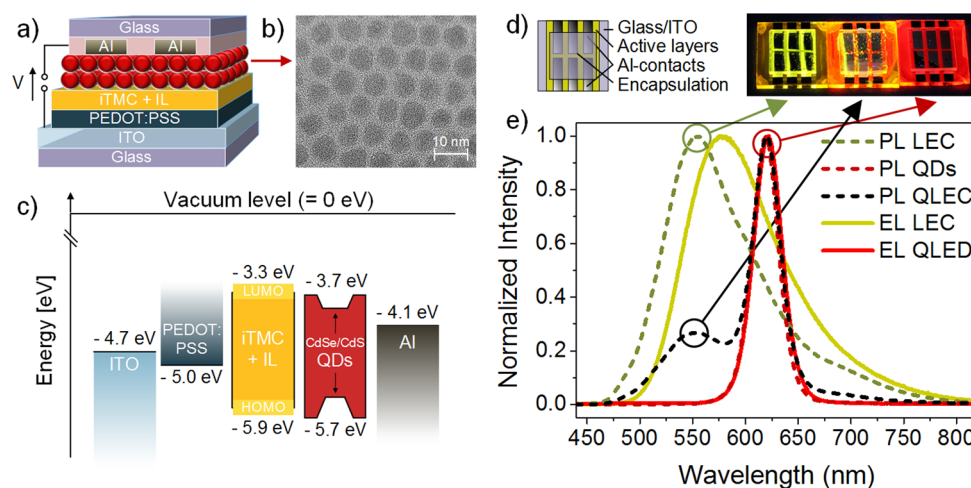 a)
Glass
Al
Al
V
iTMC + IL
PEDOT:PSS
ITO
Glass
b)
10 nm
c)
Vacuum level (= 0 eV)
Energy [eV]
- 4.7 eV
ITO
PEDOT:
PSS
- 5.0 eV
- 3.3 eV
LUMO
iTMC
+ IL
HOMO
- 5.9 eV
- 3.7 eV
CdSe/CdS
QDs
- 5.7 eV
- 4.1 eV
Al
d)
Glass/ITO
Active layers
Al-contacts
Encapsulation
e)
Normalized Intensity
1.0
0.8
0.6
0.4
0.2
0.0
450
500
550
600
650
700
750
800
Wavelength (nm)
PL LEC
PL QDs
PL QLEC
EL LEC
EL QLED